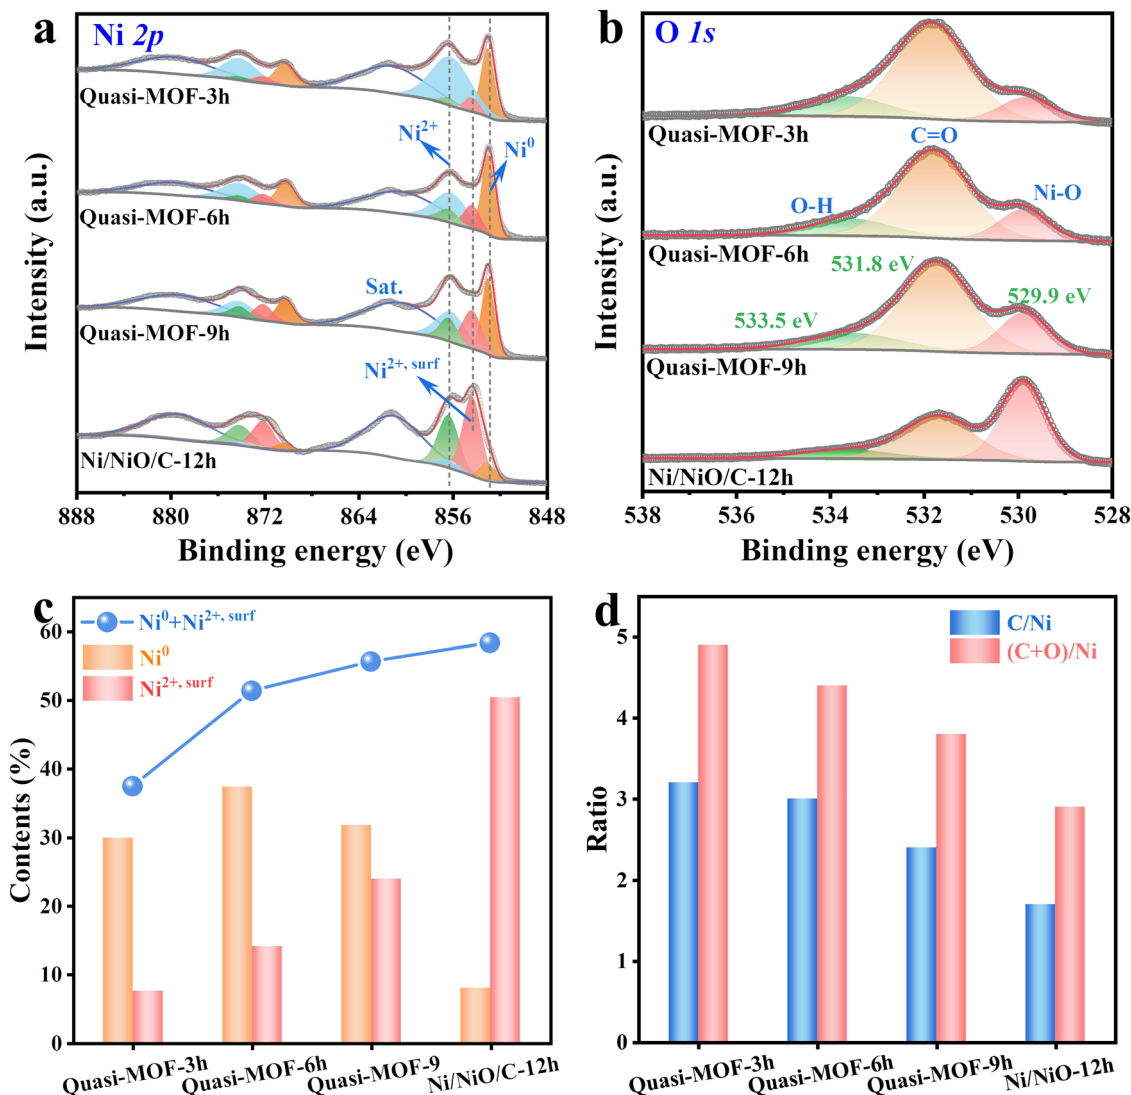 a
Ni 2p
Quasi-MOF-3h
Ni2+
Ni0
Quasi-MOF-6h
Sat.
Quasi-MOF-9h
Ni2+, surf
Ni/NiO/C-12h
Intensity (a.u.)
888 880 872 864 856 848
Binding energy (eV)
b
O 1s
Quasi-MOF-3h
C=O
O-H
Ni-O
Quasi-MOF-6h
531.8 eV
529.9 eV
533.5 eV
Quasi-MOF-9h
Ni/NiO/C-12h
Intensity (a.u.)
538 536 534 532 530 528
Binding energy (eV)
c
Ni0+Ni2+, surf
Ni0
Ni2+, surf
60
50
40
30
20
10
0
Contents (%)
Quasi-MOF-3h
Quasi-MOF-6h
Quasi-MOF-9
Ni/NiO/C-12h
d
C/Ni
(C+O)/Ni
5
4
3
2
1
0
Ratio
Quasi-MOF-3h
Quasi-MOF-6h
Quasi-MOF-9h
Ni/NiO-12h